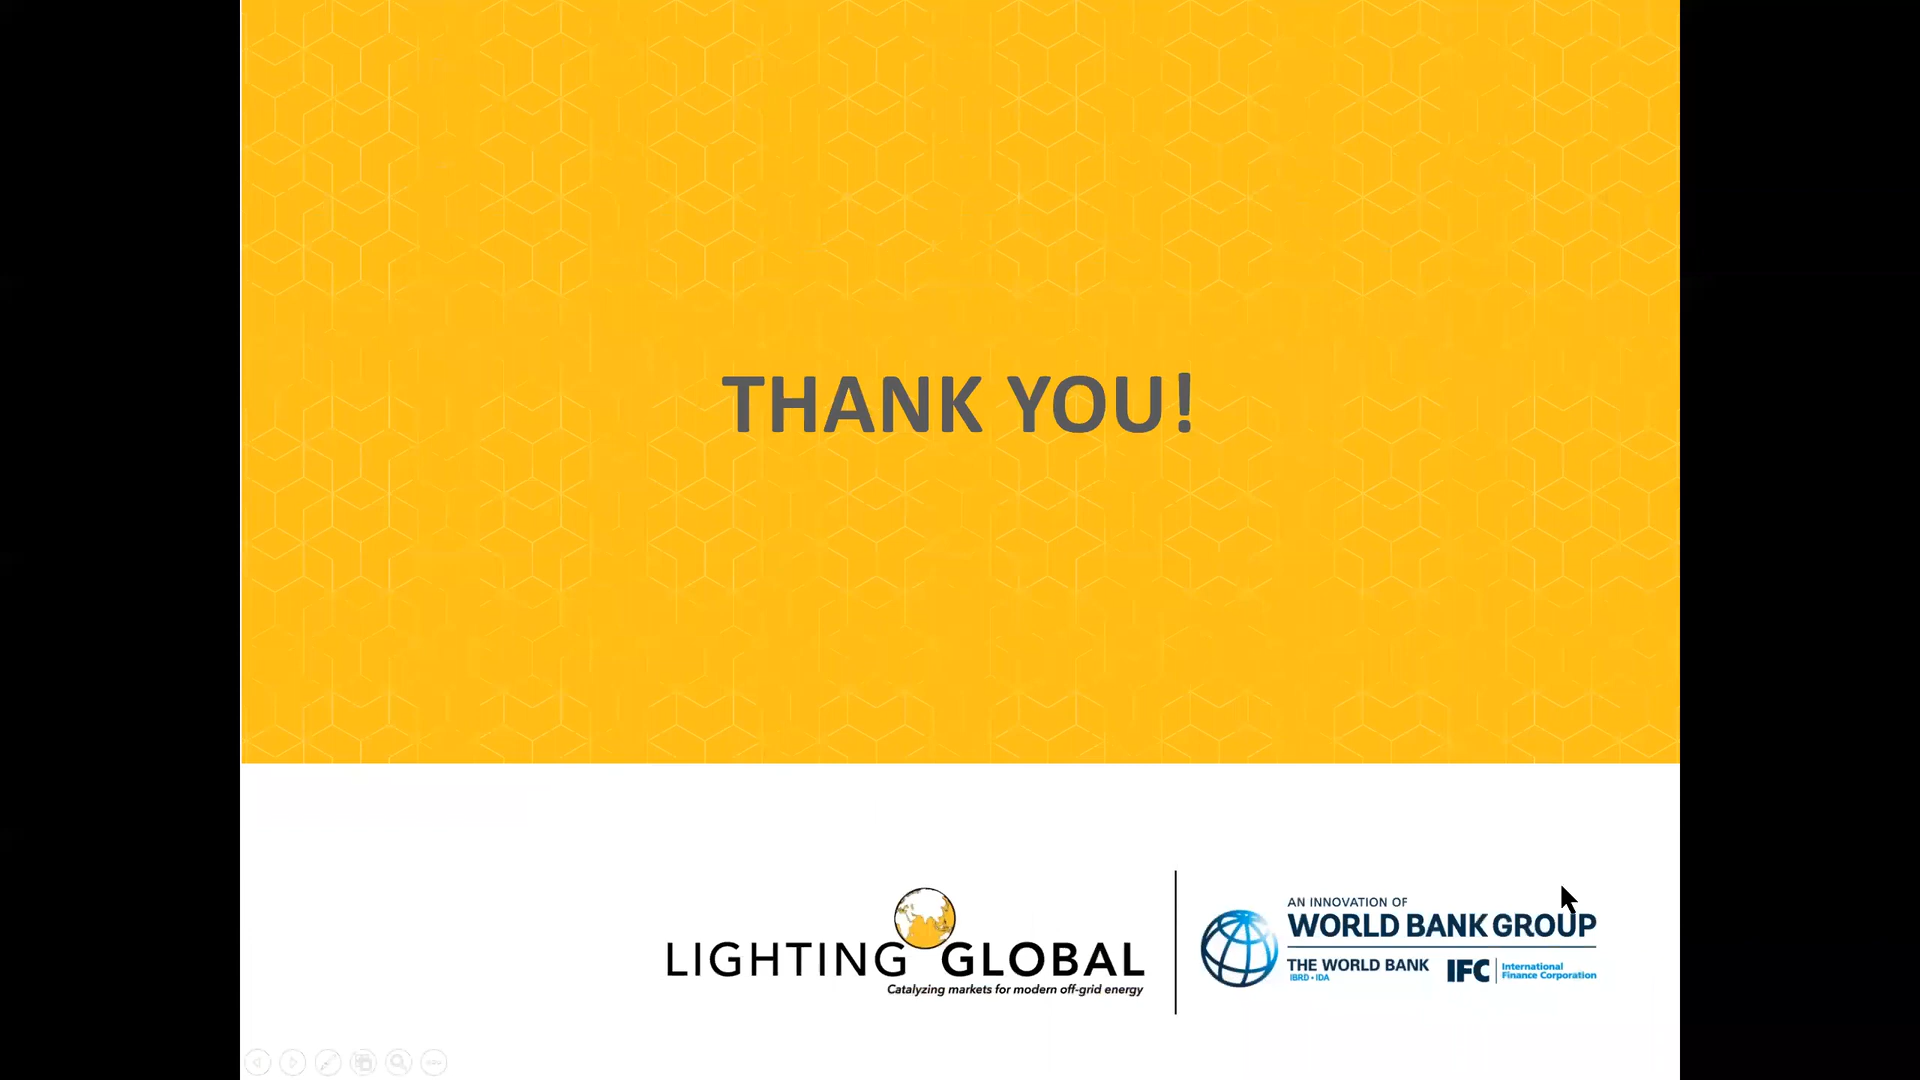 THANK YOU!
LIGHTING GLOBAL
Catalyzing markets for modern off-grid energy
AN INNOVATION OF
WORLD BANK GROUP
THE WORLD BANK
IBRD • IDA
IFC
International
Finance Corporation